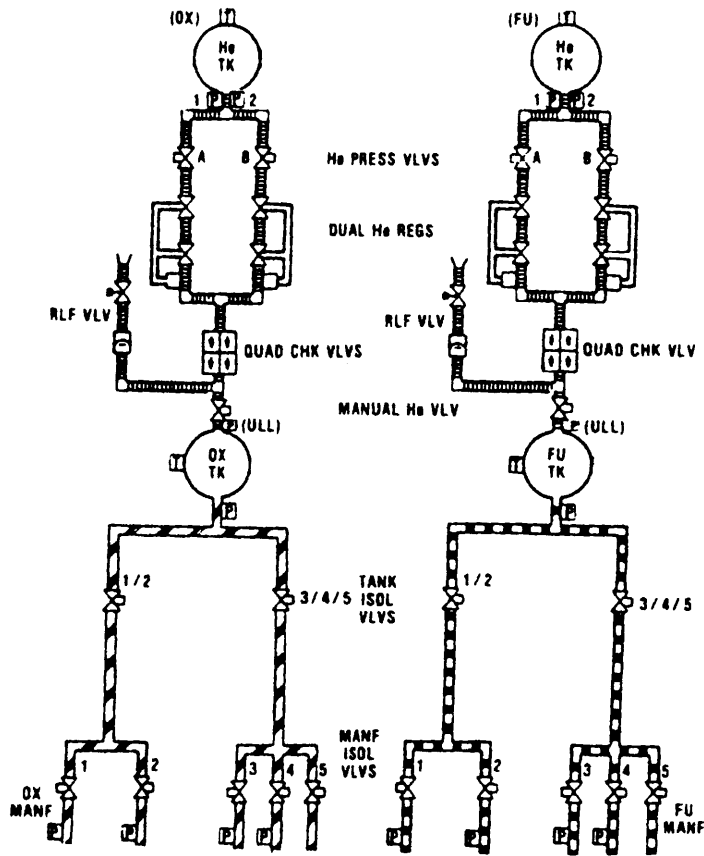 (OX) T (FU) T
He TK He TK
1 P P 2 1 P P 2
A B He PRESS VLVS A B
DUAL He REGS
RLF VLV RLF VLV
QUAD CHK VLVS QUAD CHK VLV
MANUAL He VLV
P (ULL) P (ULL)
T OX TK T FU TK
P P
1/2 3/4/5 TANK ISOL VLVS 1/2 3/4/5
MANF ISOL VLVS
1 2 3 4 5 1 2 3 4 5
OX MANF FU MANF
P P P P P P P P